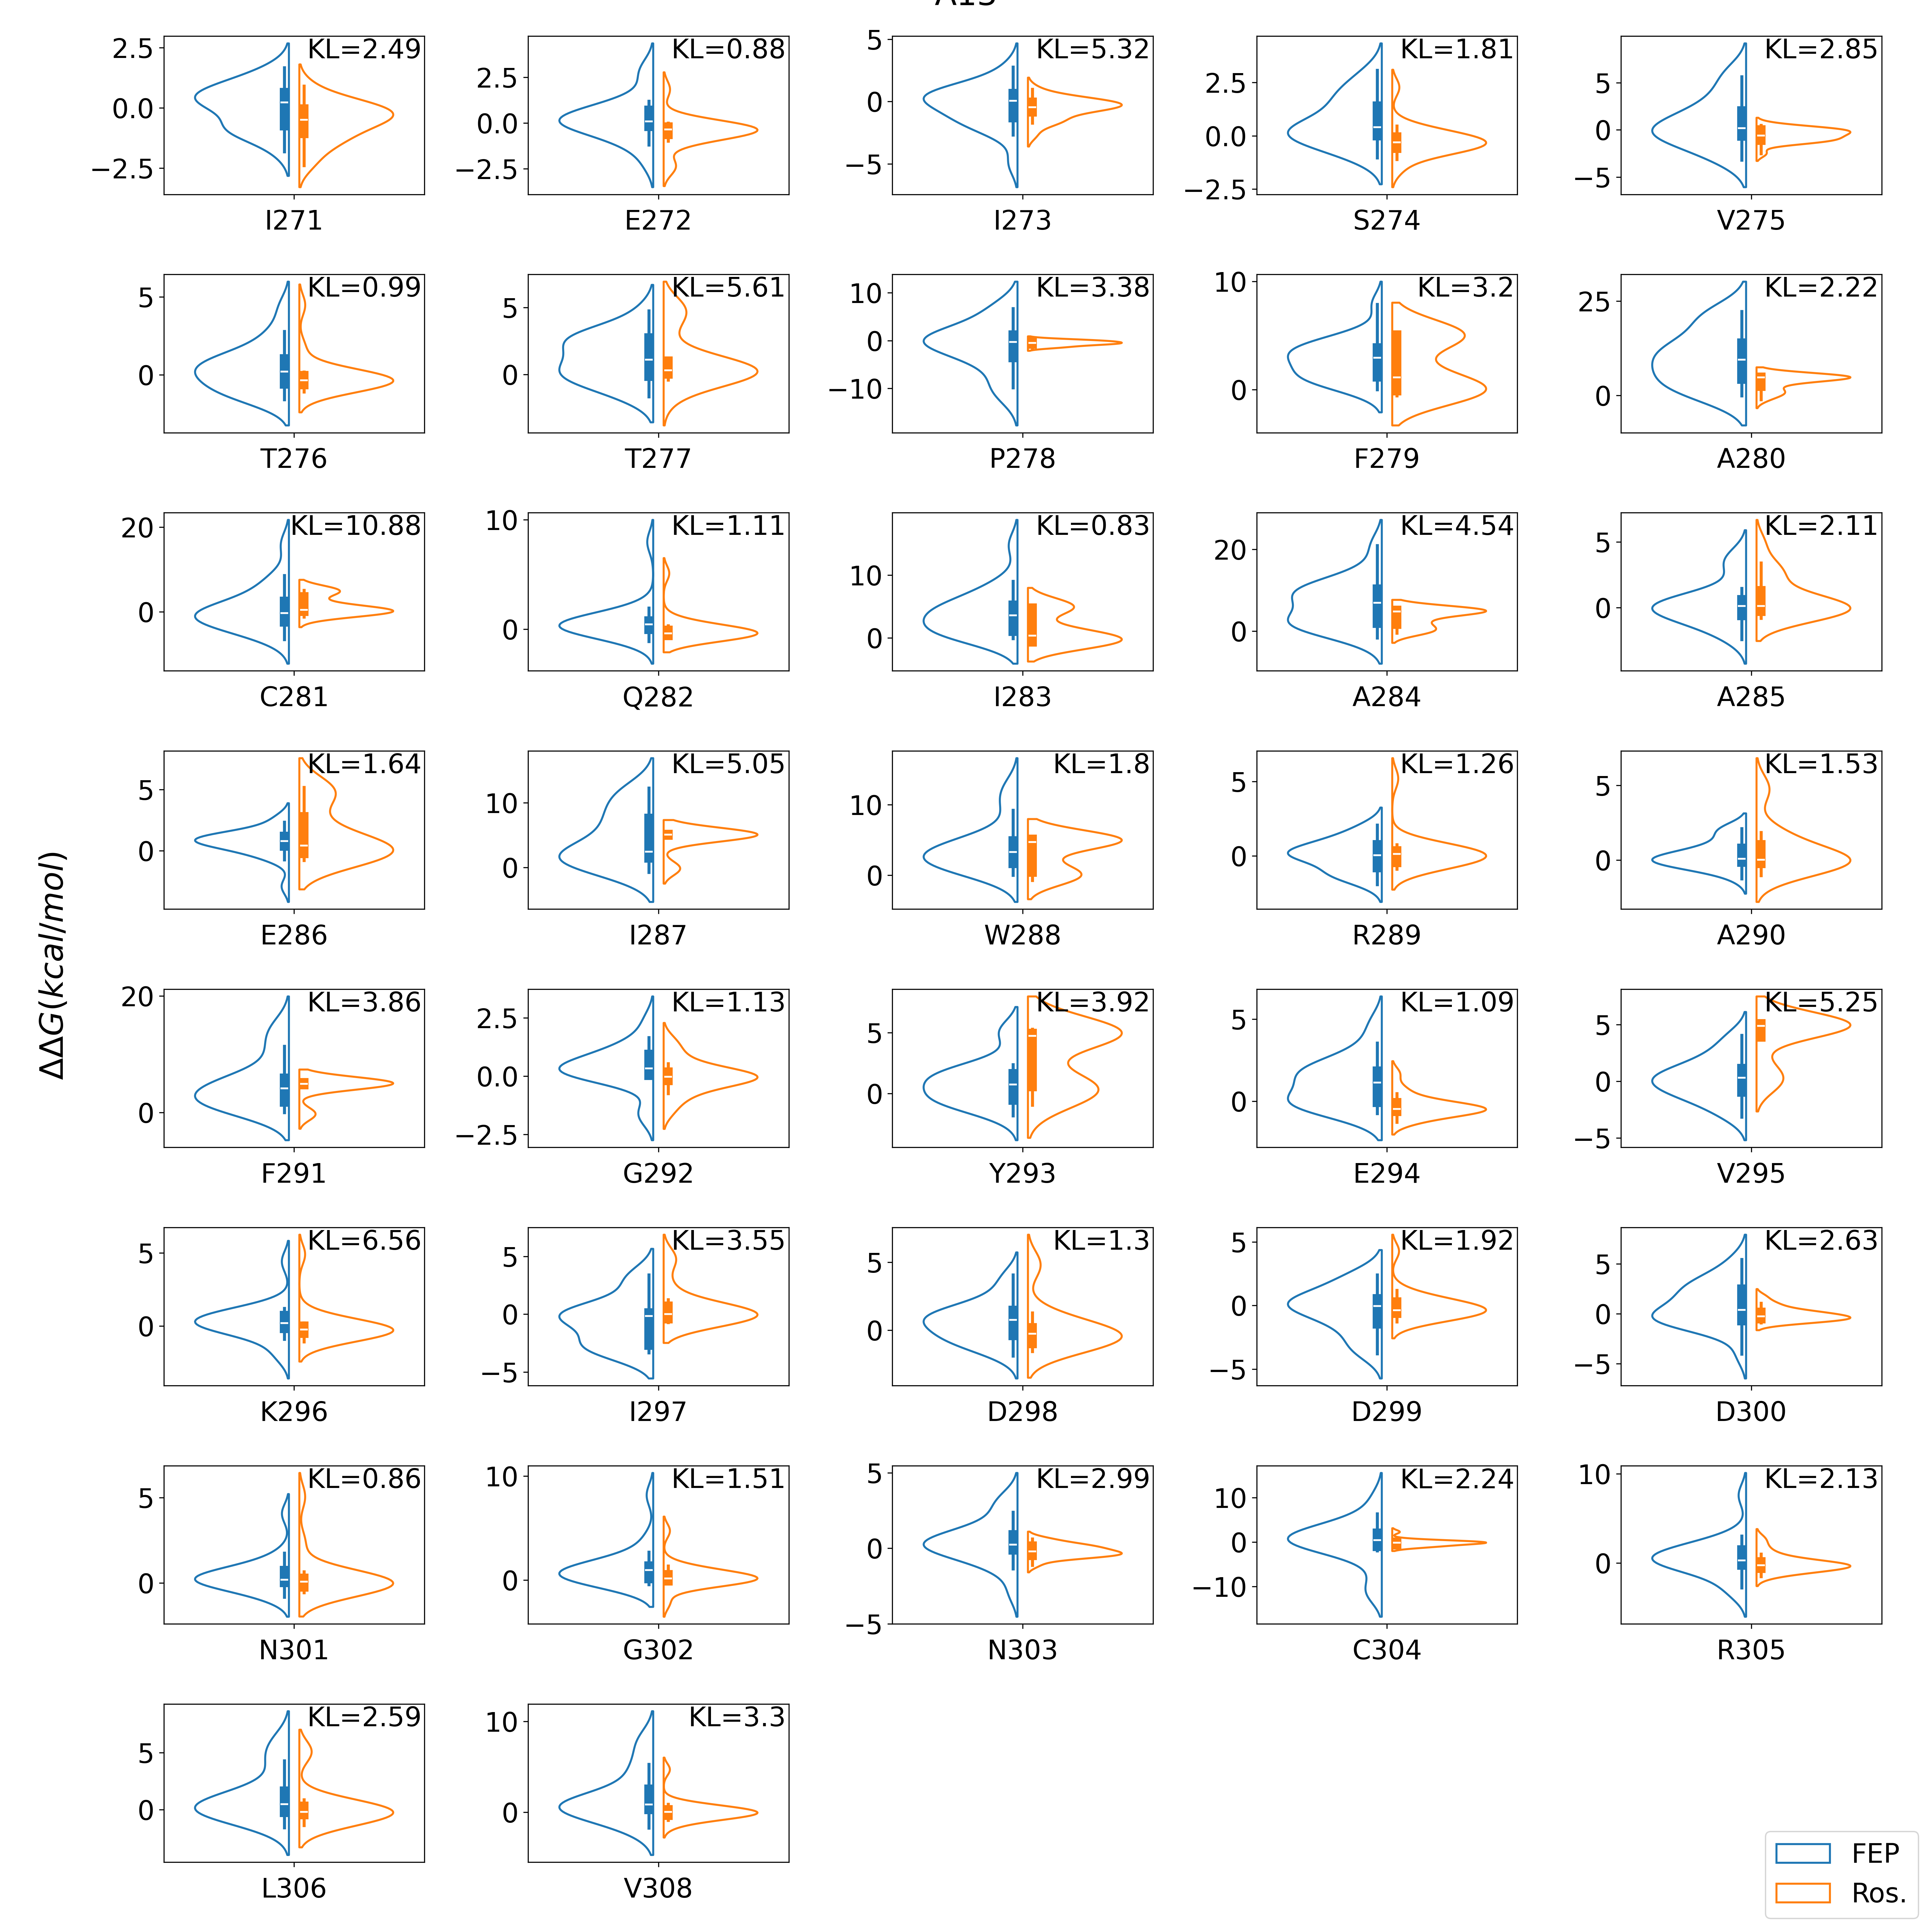 A13
KL=2.49 KL=0.88 KL=5.32 KL=1.81 KL=2.85
2.5 0.0 −2.5 2.5 0.0 −2.5 5 0 −5 2.5 0.0 −2.5 5 0 −5
I271 E272 I273 S274 V275
KL=0.99 KL=5.61 KL=3.38 KL=3.2 KL=2.22
5 0 5 0 10 0 −10 10 0 25 0
T276 T277 P278 F279 A280
KL=10.88 KL=1.11 KL=0.83 KL=4.54 KL=2.11
20 0 10 0 10 0 20 0 5 0
C281 Q282 I283 A284 A285
KL=1.64 KL=5.05 KL=1.8 KL=1.26 KL=1.53
5 0 10 0 10 0 5 0 5 0
E286 I287 W288 R289 A290
ΔΔG(kcal/mol)
KL=3.86 KL=1.13 KL=3.92 KL=1.09 KL=5.25
20 0 2.5 0.0 −2.5 5 0 5 0 5 0 −5
F291 G292 Y293 E294 V295
KL=6.56 KL=3.55 KL=1.3 KL=1.92 KL=2.63
5 0 5 0 −5 5 0 5 0 −5 5 0 −5
K296 I297 D298 D299 D300
KL=0.86 KL=1.51 KL=2.99 KL=2.24 KL=2.13
5 0 10 0 5 0 −5 10 0 −10 10 0
N301 G302 N303 C304 R305
KL=2.59 KL=3.3
5 0 10 0
L306 V308
FEP
Ros.